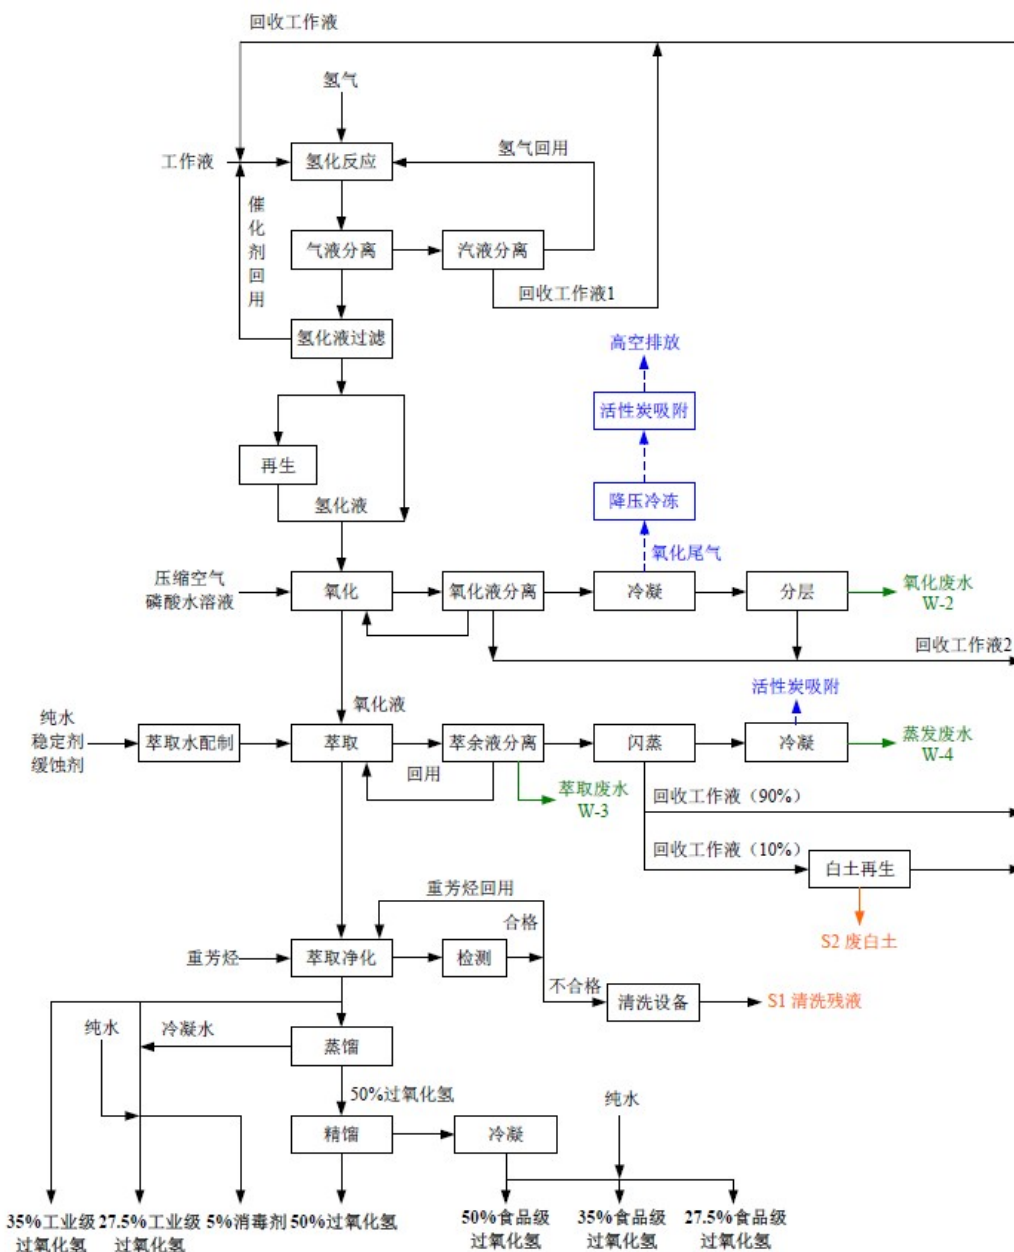 回收工作液
氢气
工作液
氢化反应
氢气回用
催
化
剂
回
用
气液分离
汽液分离
回收工作液1
氢化液过滤
高空排放
活性炭吸附
再生
降压冷冻
氢化液
氧化尾气
压缩空气
磷酸水溶液
氧化
氧化液分离
冷凝
分层
氧化废水
W-2
回收工作液2
活性炭吸附
氧化液
纯水
稳定剂
缓蚀剂
萃取水配制
萃取
萃余液分离
闪蒸
冷凝
蒸发废水
W-4
回用
萃取废水
W-3
回收工作液（90%）
回收工作液（10%）
白土再生
重芳烃回用
合格
S2 废白土
重芳烃
萃取净化
检测
不合格
清洗设备
S1 清洗残液
纯水
冷凝水
蒸馏
50%过氧化氢
纯水
精馏
冷凝
35%工业级
过氧化氢
27.5%工业级
过氧化氢
5%消毒剂
50%过氧化氢
50%食品级
过氧化氢
35%食品级
过氧化氢
27.5%食品级
过氧化氢